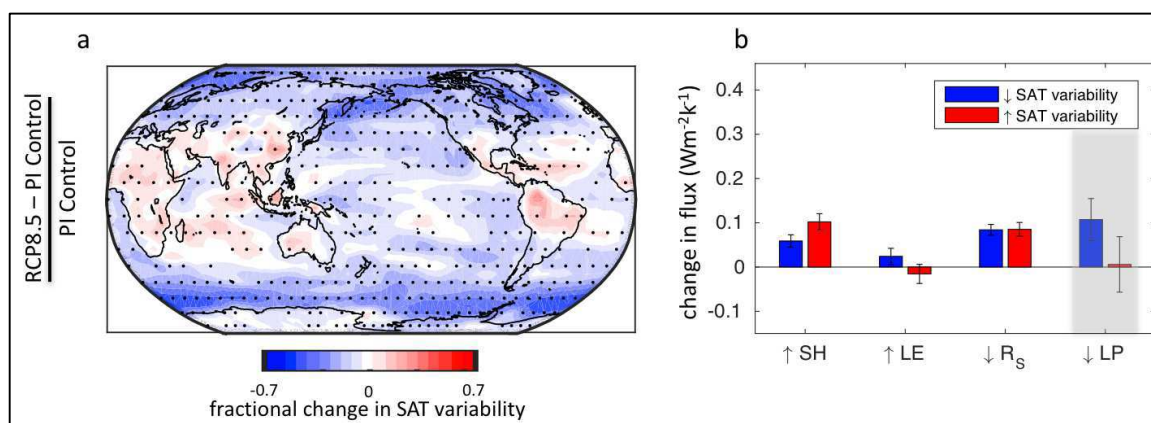 a
RCP8.5 – PI Control
PI Control
-0.7
0
0.7
fractional change in SAT variability
b
change in flux (Wm⁻²k⁻¹)
0.4
0.3
0.2
0.1
0
-0.1
↓ SAT variability
↑ SAT variability
↑ SH
↑ LE
↓ R_S
↓ LP